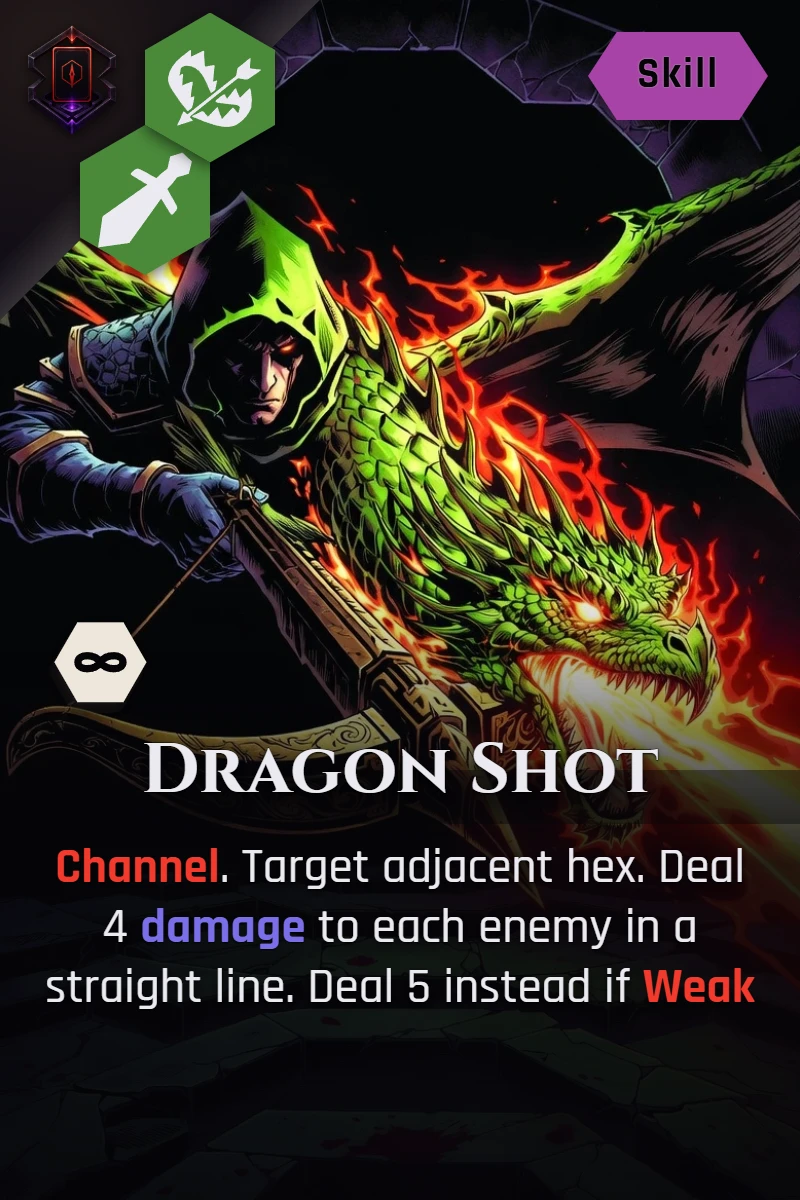 Skill
∞
Dragon Shot
Channel. Target adjacent hex. Deal
4 damage to each enemy in a
straight line. Deal 5 instead if Weak